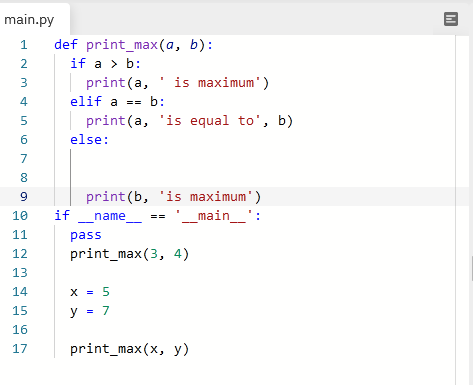 main.py
1 def print_max(a, b):
2   if a > b:
3     print(a, ' is maximum')
4   elif a == b:
5     print(a, 'is equal to', b)
6   else:
7
8
9     print(b, 'is maximum')
10 if __name__ == '__main__':
11   pass
12   print_max(3, 4)
13
14   x = 5
15   y = 7
16
17   print_max(x, y)